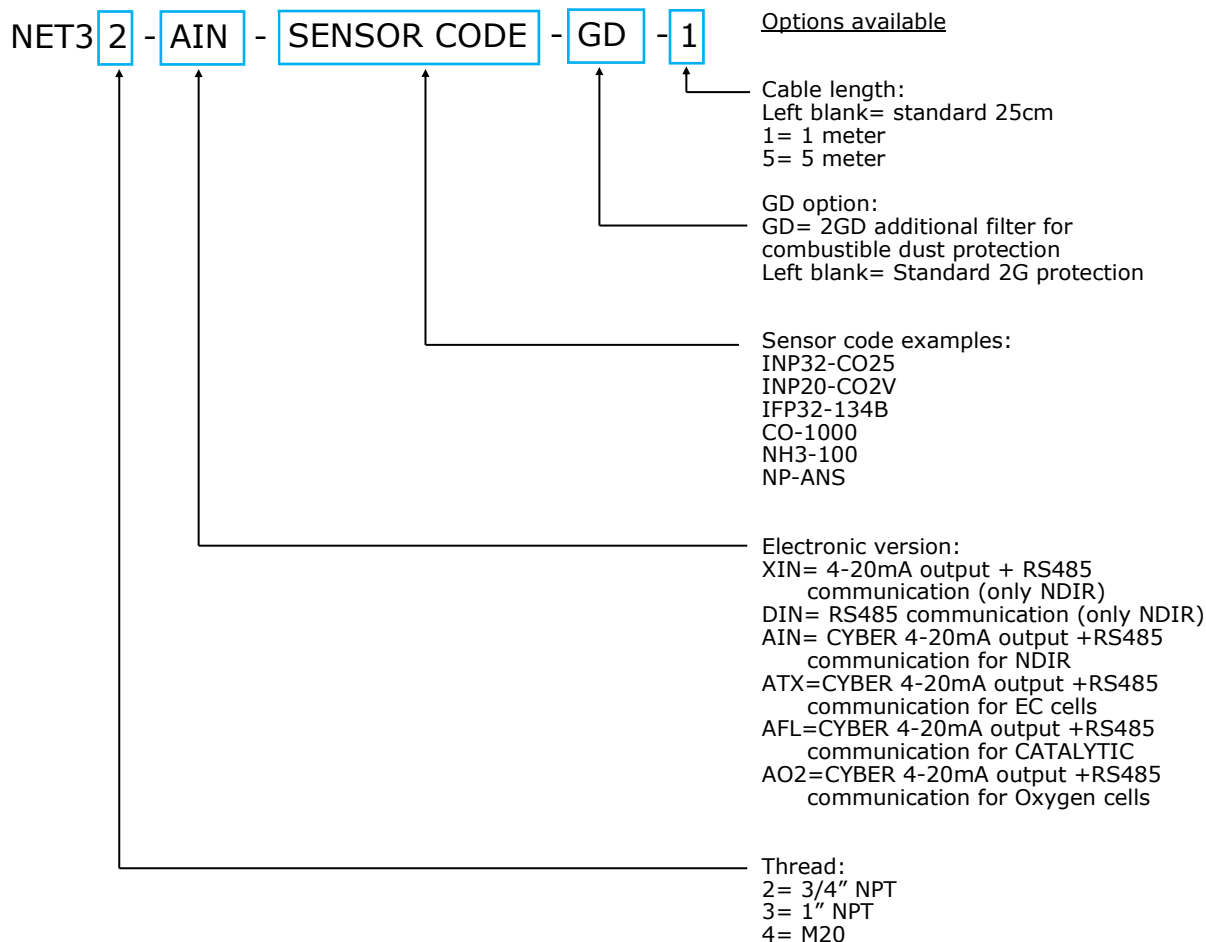 NET3 2 - AIN - SENSOR CODE - GD - 1
Options available
Cable length:
Left blank= standard 25cm
1= 1 meter
5= 5 meter
GD option:
GD= 2GD additional filter for
combustible dust protection
Left blank= Standard 2G protection
Sensor code examples:
INP32-CO25
INP20-CO2V
IFP32-134B
CO-1000
NH3-100
NP-ANS
Electronic version:
XIN= 4-20mA output + RS485
communication (only NDIR)
DIN= RS485 communication (only NDIR)
AIN= CYBER 4-20mA output +RS485
communication for NDIR
ATX=CYBER 4-20mA output +RS485
communication for EC cells
AFL=CYBER 4-20mA output +RS485
communication for CATALYTIC
AO2=CYBER 4-20mA output +RS485
communication for Oxygen cells
Thread:
2= 3/4” NPT
3= 1” NPT
4= M20